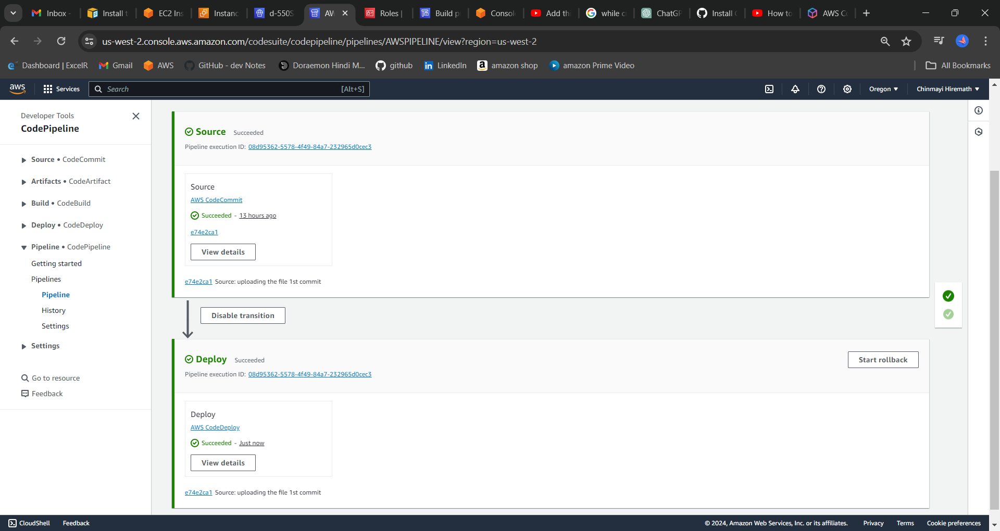 Inbox -
Install t
EC2 Ins
Instanc
d-550S
AW
Roles |
Build p
Consol
Add thi
while c
ChatGP
Install
How to
AWS Co
us-west-2.console.aws.amazon.com/codesuite/codepipeline/pipelines/AWSPIPELINE/view?region=us-west-2
Dashboard | ExcelR
Gmail
AWS
GitHub - dev Notes
Doraemon Hindi M...
github
LinkedIn
amazon shop
amazon Prime Video
All Bookmarks
aws
Services
Search
[Alt+S]
Oregon
Chinmayi Hiremath
Developer Tools
CodePipeline
Source • CodeCommit
Artifacts • CodeArtifact
Build • CodeBuild
Deploy • CodeDeploy
Pipeline • CodePipeline
Getting started
Pipelines
Pipeline
History
Settings
Settings
Go to resource
Feedback
Source Succeeded
Pipeline execution ID: 08d95362-5578-4f49-84a7-232965d0cec3
Source
AWS CodeCommit
Succeeded - 13 hours ago
e74e2ca1
View details
e74e2ca1 Source: uploading the file 1st commit
Disable transition
Deploy Succeeded
Start rollback
Pipeline execution ID: 08d95362-5578-4f49-84a7-232965d0cec3
Deploy
AWS CodeDeploy
Succeeded - Just now
View details
e74e2ca1 Source: uploading the file 1st commit
CloudShell
Feedback
© 2024, Amazon Web Services, Inc. or its affiliates.
Privacy
Terms
Cookie preferences